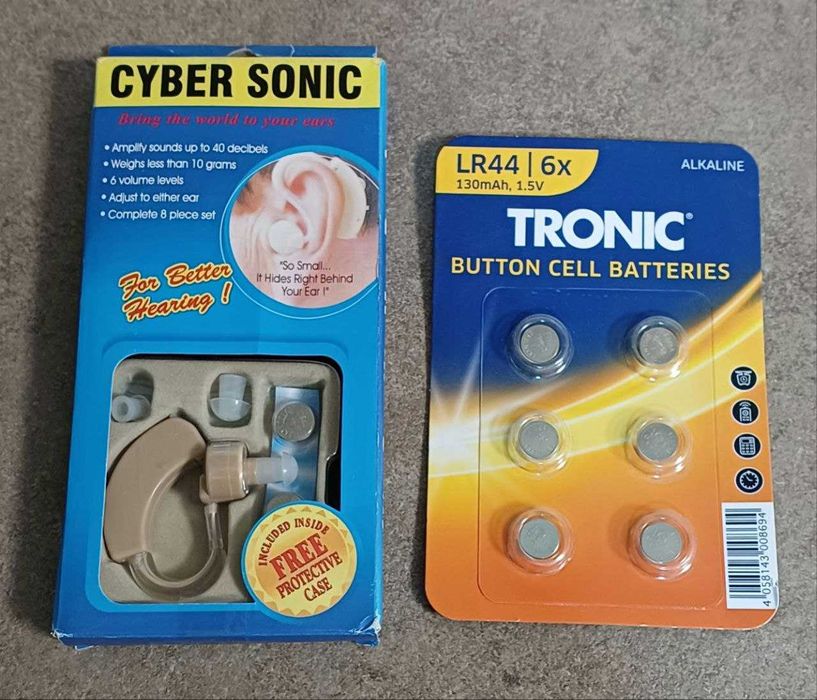 CYBER SONIC
Bring the world to your ears
• Amplify sounds up to 40 decibels
• Weighs less than 10 grams
• 6 volume levels
• Adjust to either ear
• Complete 8 piece set
"So Small...
It Hides Right Behind
Your Ear !"
For Better
Hearing !
INCLUDED INSIDE
FREE
PROTECTIVE
CASE
LR44 | 6x
130mAh, 1.5V
ALKALINE
TRONIC®
BUTTON CELL BATTERIES
4 058143 008694